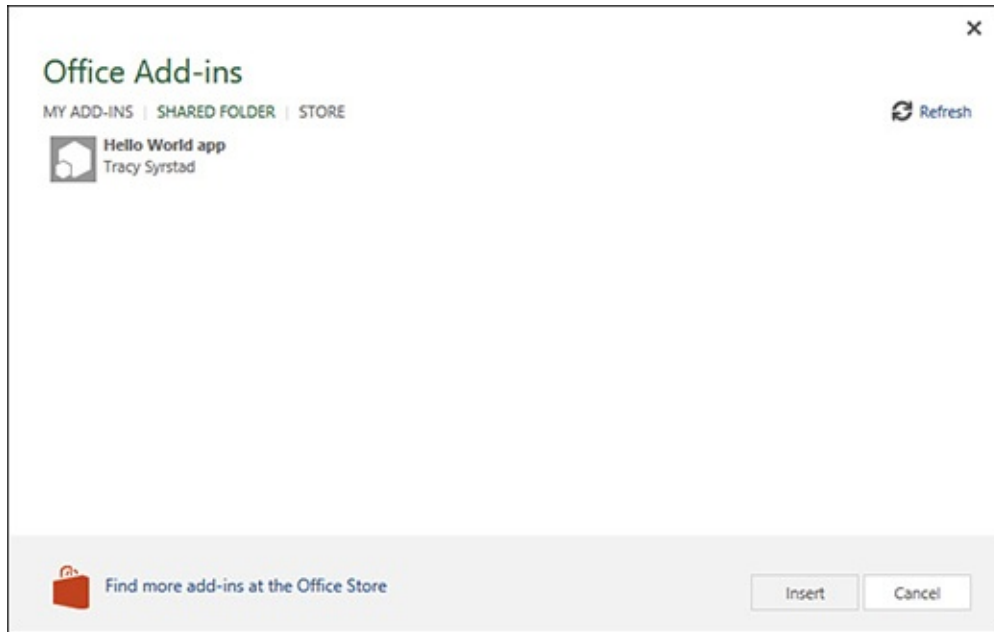 Office Add-ins
MY ADD-INS | SHARED FOLDER | STORE
Refresh
Hello World app
Tracy Syrstad
Find more add-ins at the Office Store
Insert
Cancel